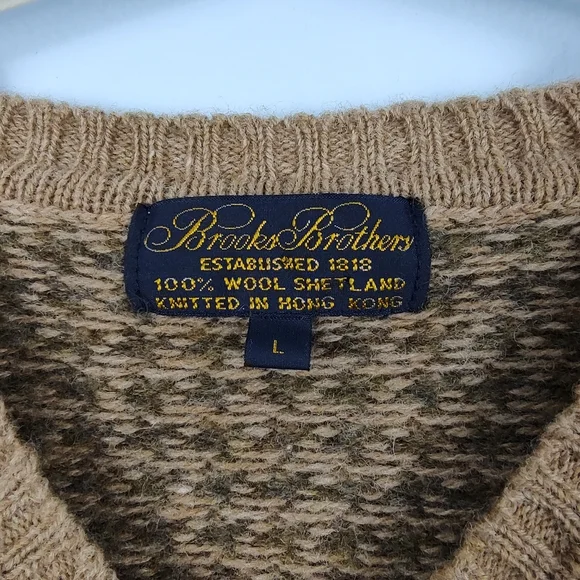 Brooks Brothers
ESTABLISHED 1818
100% WOOL SHETLAND
KNITTED IN HONG KONG
L